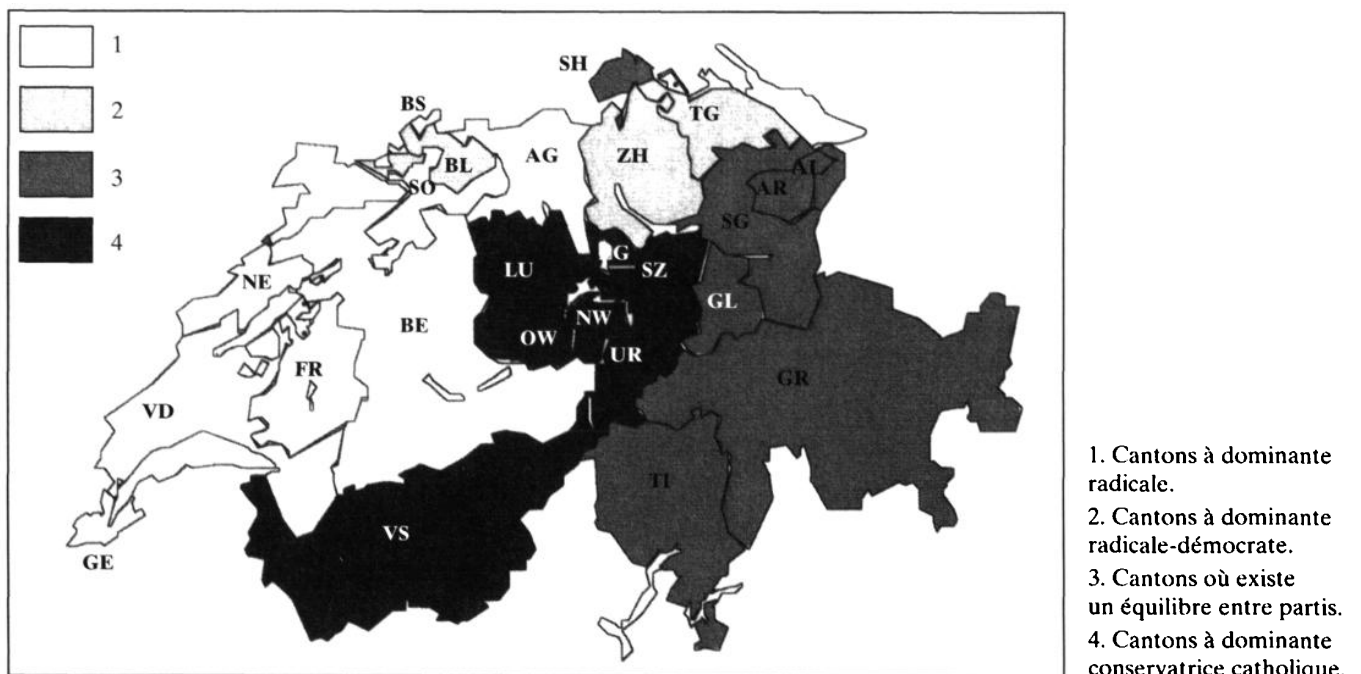 1
2
3
4
SH
BS
TG
BL
AG
ZH
AI
AR
SO
SG
G
SZ
LU
NE
GL
NW
BE
OW
UR
FR
GR
VD
TI
VS
GE
1. Cantons à dominante
radicale.
2. Cantons à dominante
radicale-démocrate.
3. Cantons où existe
un équilibre entre partis.
4. Cantons à dominante
conservatrice catholique.